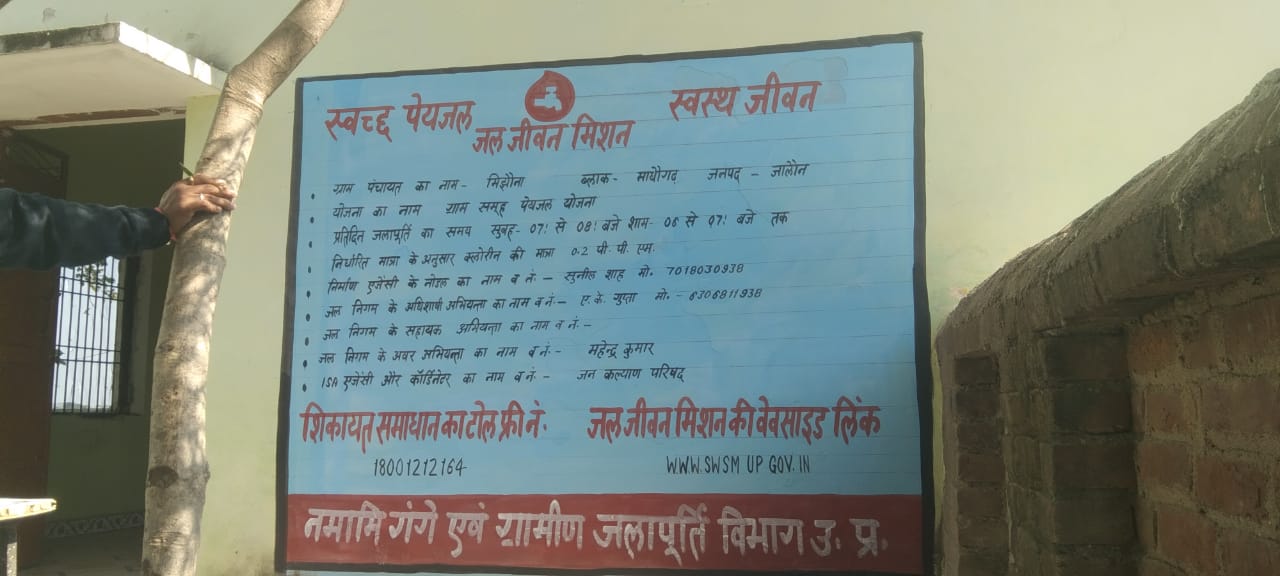 स्वच्छ पेयजल
जल जीवन मिशन
स्वस्थ जीवन
ग्राम पंचायत का नाम- मिझौना ब्लाक- माधौगढ़ जनपद - जालौन
योजना का नाम ग्राम समूह पेयजल योजना
प्रतिदिन जलापूर्ति का समय सुबह- 07! से 08! बजे शाम- 06 से 07! बजे तक
निर्धारित मात्रा के अनुसार क्लोरीन की मात्रा 0.2 पी. पी. एम.
निर्माण एजेंसी के नोडल का नाम व नं:- सुनील शाह मो. 7018030938
जल निगम के अधिशाषी अभियन्ता का नाम व नं:- ए. के. गुप्ता मो. - 6306811938
जल निगम के सहायक अभियन्ता का नाम व नं:-
जल निगम के अवर अभियन्ता का नाम व नं:- महेन्द्र कुमार
ISA एजेंसी और कॉर्डिनेटर का नाम व नं:- जन कल्याण परिषद्
शिकायत समाधान का टोल फ्री नं. जल जीवन मिशन की वेवसाइड लिंक
18001212164 WWW.SWSM UP GOV.IN
नमामि गंगे एवं ग्रामीण जलापूर्ति विभाग उ. प्र.